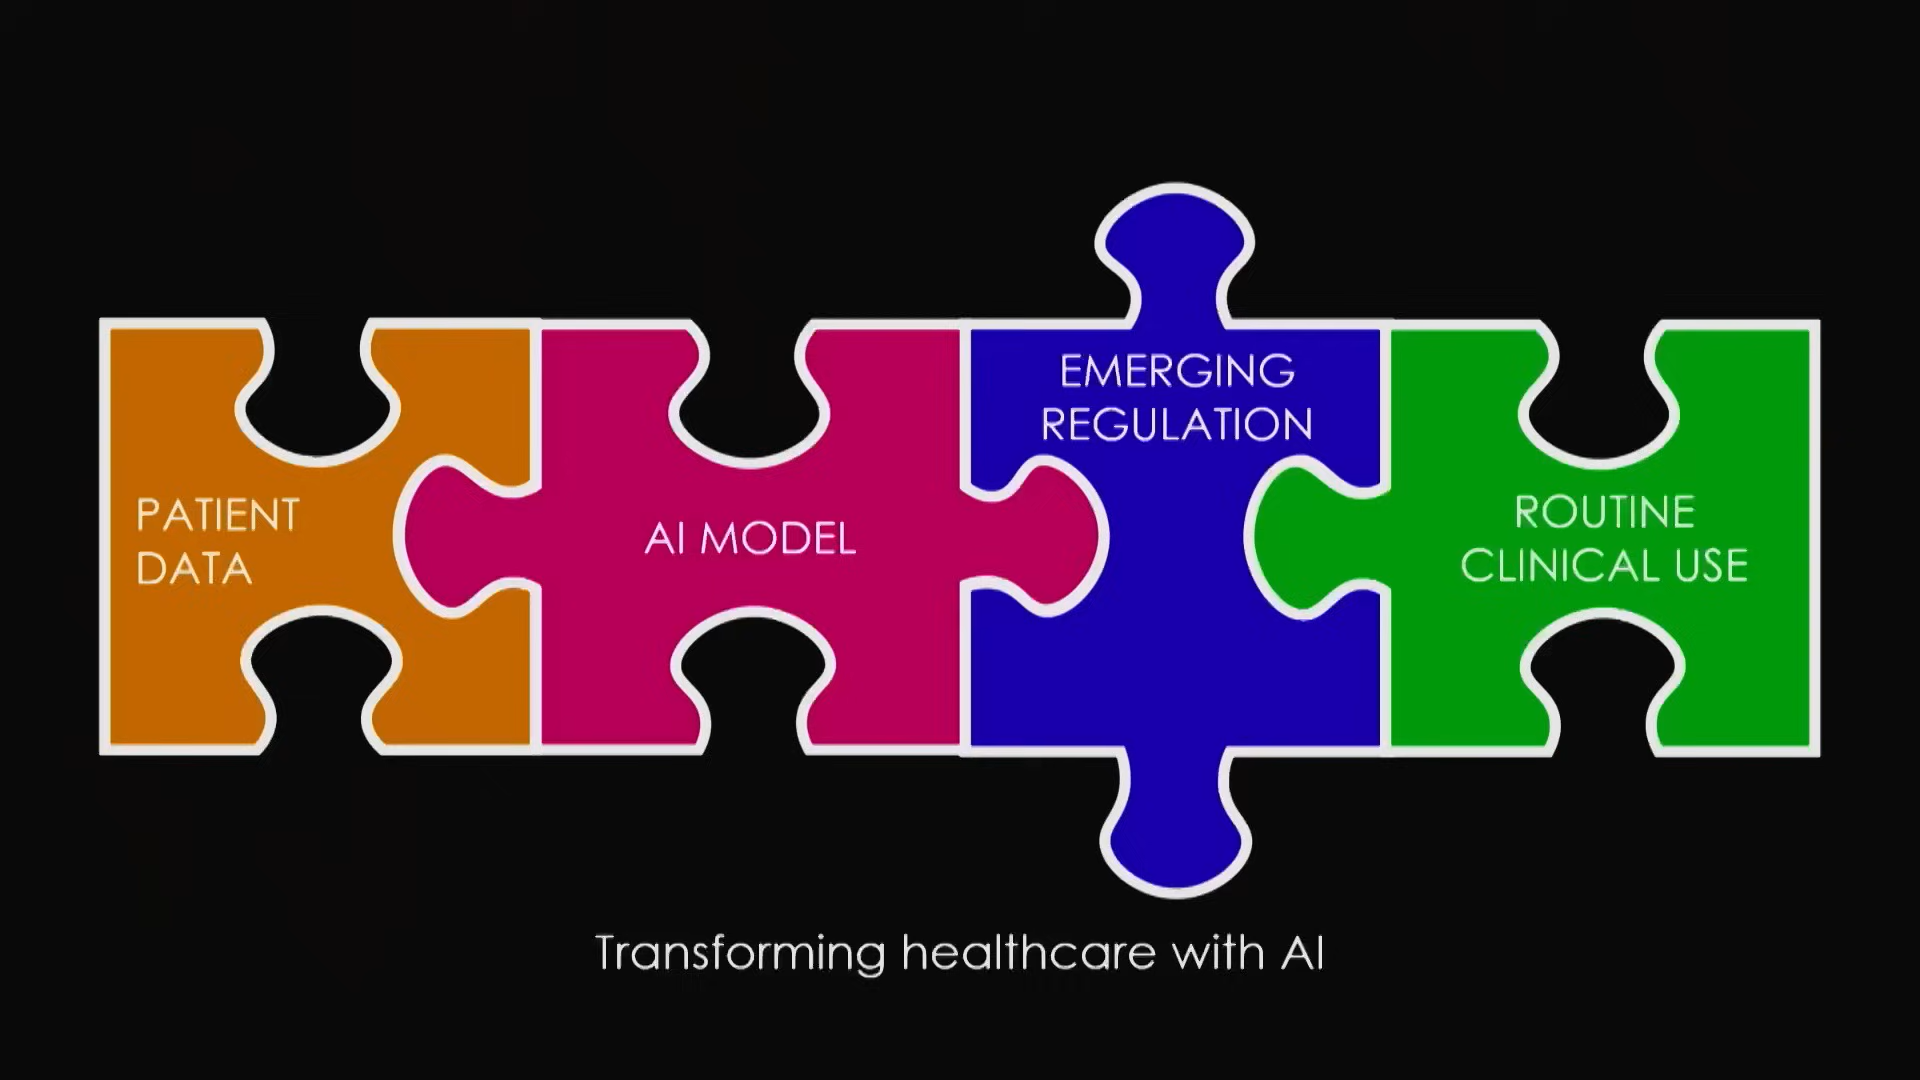 PATIENT
DATA
AI MODEL
EMERGING
REGULATION
ROUTINE
CLINICAL USE
Transforming healthcare with AI